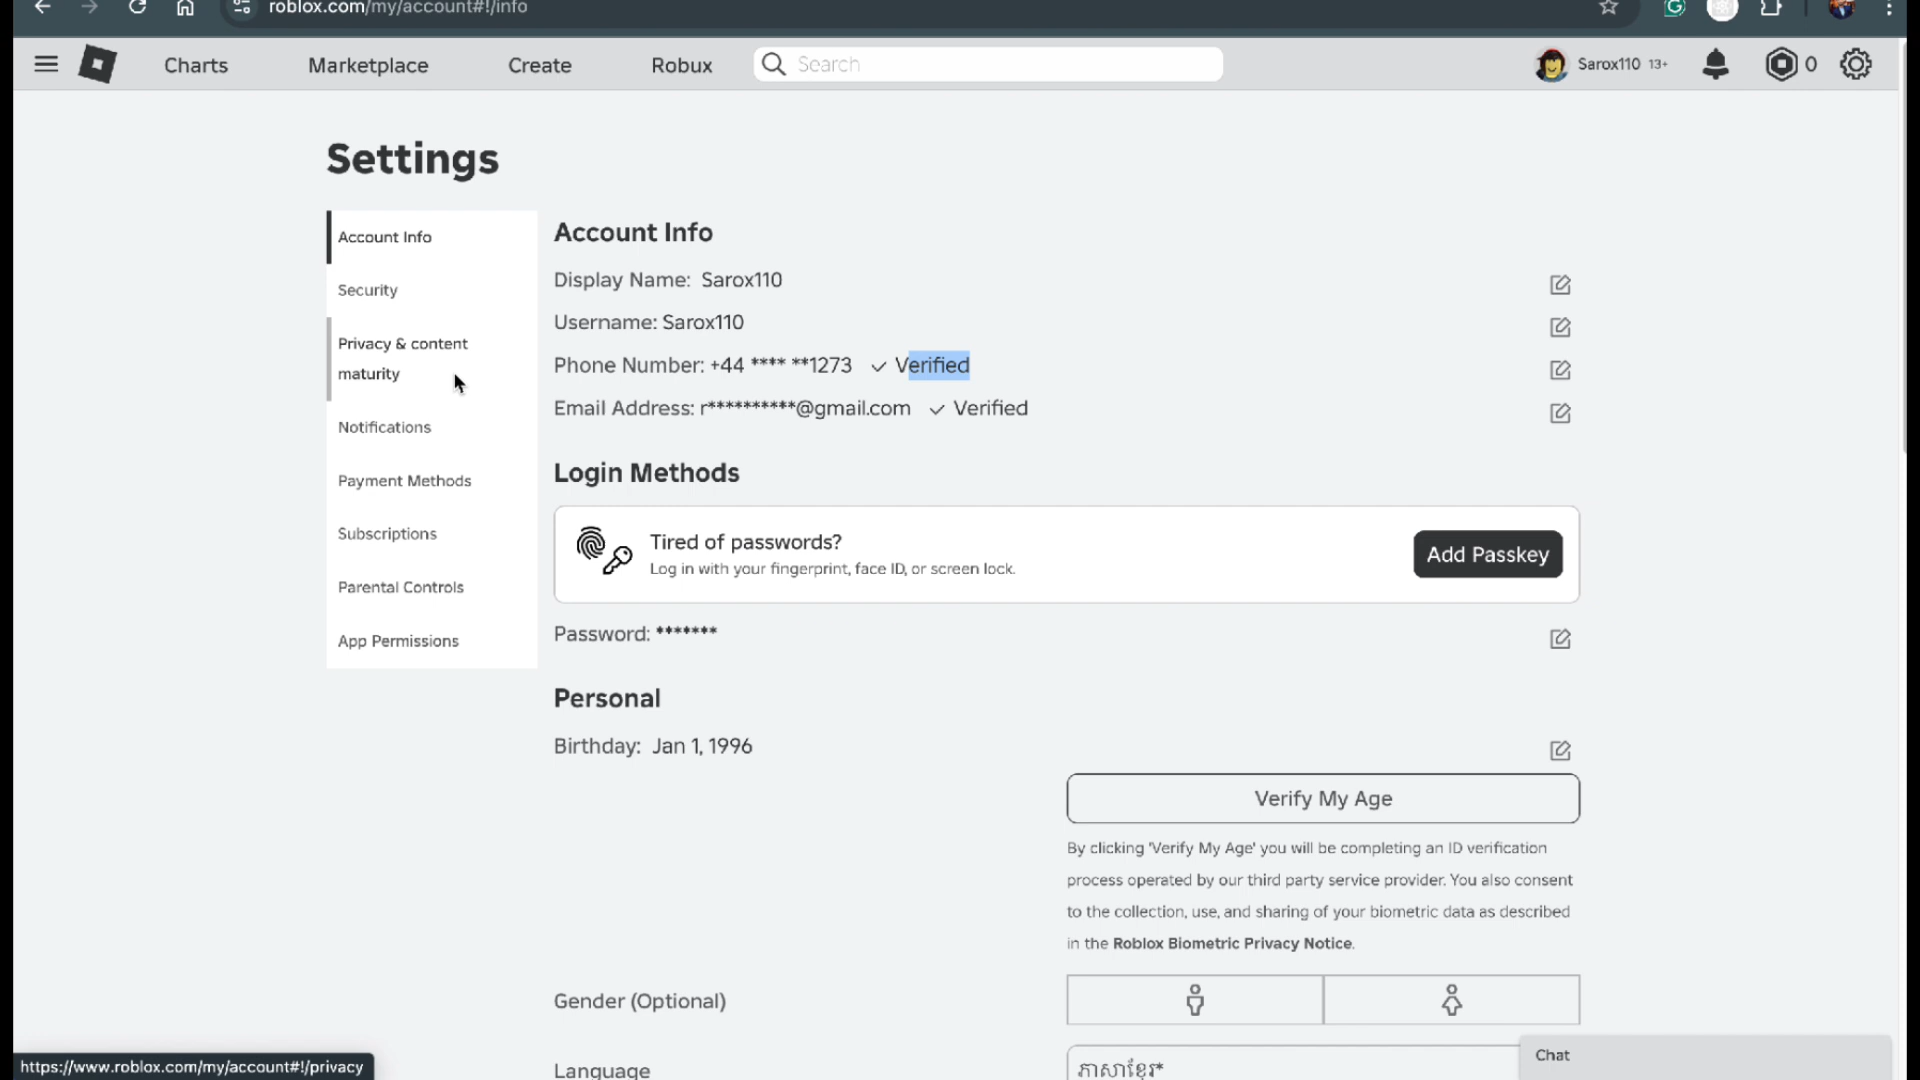 roblox.com/my/account#!/info
Charts
Marketplace
Create
Robux
Search
Sarox110 13+
0
Settings
Account Info
Security
Privacy & content
maturity
Notifications
Payment Methods
Subscriptions
Parental Controls
App Permissions
Account Info
Display Name: Sarox110
Username: Sarox110
Phone Number: +44 **** **1273 ✓ Verified
Email Address: r**********@gmail.com ✓ Verified
Login Methods
Tired of passwords?
Log in with your fingerprint, face ID, or screen lock.
Add Passkey
Password: *******
Personal
Birthday: Jan 1, 1996
Verify My Age
By clicking 'Verify My Age' you will be completing an ID verification
process operated by our third party service provider. You also consent
to the collection, use, and sharing of your biometric data as described
in the Roblox Biometric Privacy Notice.
Gender (Optional)
Language
ភាសាខ្មែរ*
Chat
https://www.roblox.com/my/account#!/privacy